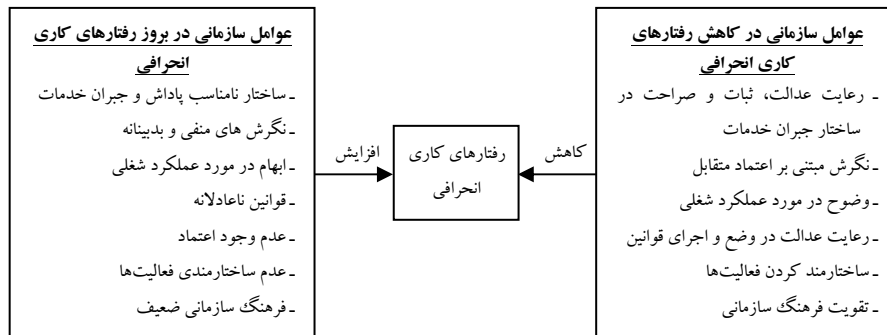 عوامل سازمانی در کاهش رفتارهای
کاری انحرافی
ـ رعایت عدالت، ثبات و صراحت در
ساختار جبران خدمات
ـ نگرش مبتنی بر اعتماد متقابل
ـ وضوح در مورد عملکرد شغلی
ـ رعایت عدالت در وضع و اجرای قوانین
ـ ساختارمند کردن فعالیت‌ها
ـ تقویت فرهنگ سازمانی
کاهش
رفتارهای کاری
انحرافی
افزایش
عوامل سازمانی در بروز رفتارهای کاری
انحرافی
ـ ساختار نامناسب پاداش و جبران خدمات
ـ نگرش های منفی و بدبینانه
ـ ابهام در مورد عملکرد شغلی
ـ قوانین ناعادلانه
ـ عدم وجود اعتماد
ـ عدم ساختارمندی فعالیت‌ها
ـ فرهنگ سازمانی ضعیف